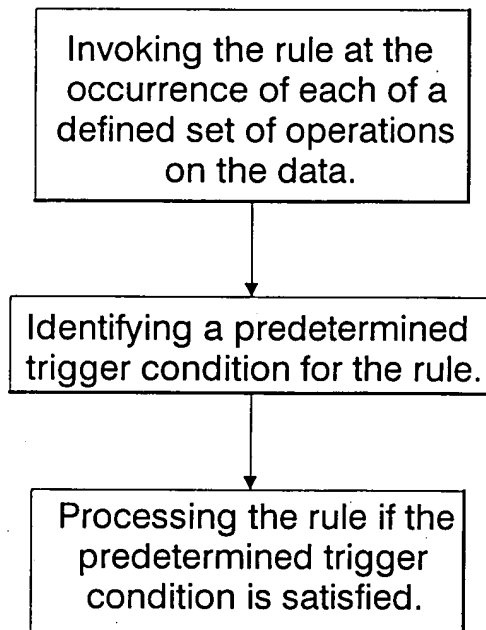 Invoking the rule at the
occurrence of each of a
defined set of operations
on the data.
Identifying a predetermined
trigger condition for the rule.
Processing the rule if the
predetermined trigger
condition is satisfied.